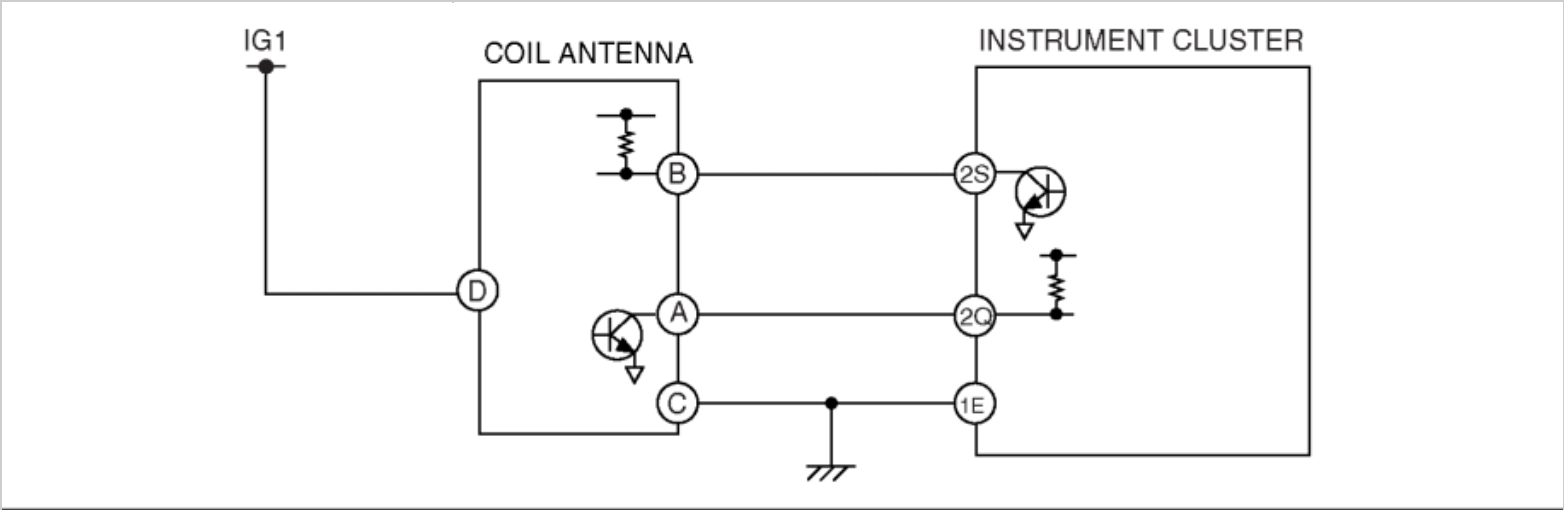 IG1
COIL ANTENNA
INSTRUMENT CLUSTER
B
2S
D
A
2Q
C
1E